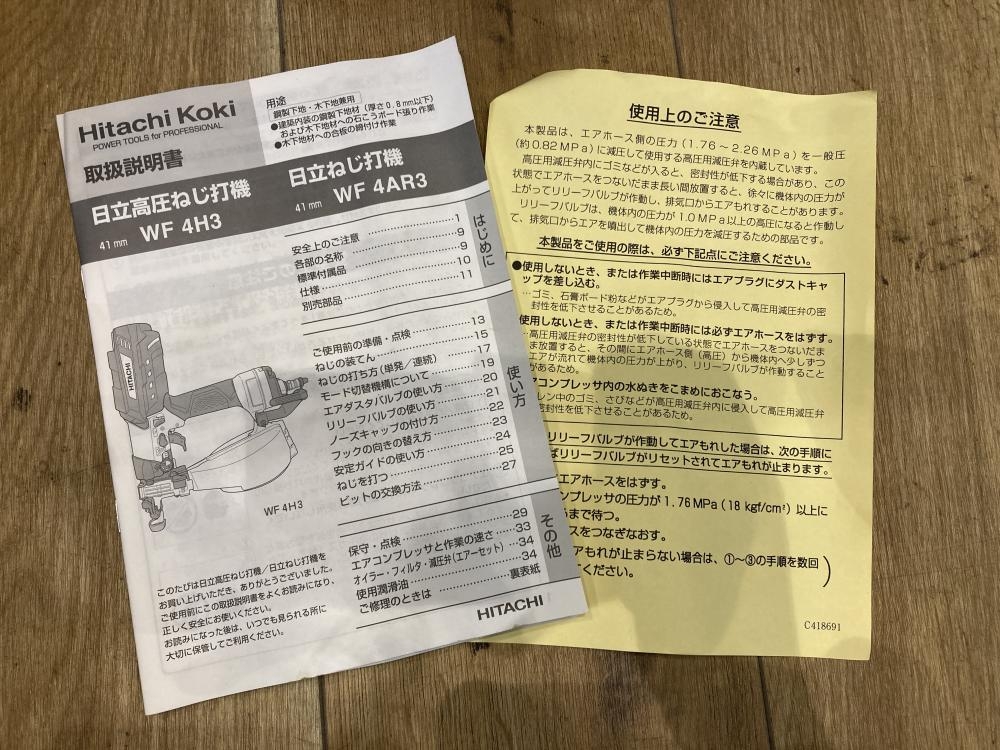 Hitachi Koki
POWER TOOLS for PROFESSIONAL
取扱説明書
用途
鋼製下地・木下地兼用
●建築内装の鋼製下地材(厚さ0.8mm以下)
および木下地材への石こうボード張り作業
●木下地材への合板の締付け作業
日立高圧ねじ打機
41mm WF 4H3
日立ねじ打機
41mm WF 4AR3
はじめに
安全上のご注意 1
各部の名称 9
標準付属品 9
仕様 10
別売部品 11
使い方
ご使用前の準備・点検 13
ねじの装てん 15
ねじの打ち方(単発/連続) 17
モード切替機構について 19
エアダスタバルブの使い方 20
リリーフバルブの使い方 21
ノーズキャップの付け方 22
フックの向きの替え方 23
安定ガイドの使い方 24
ねじを打つ 25
ビットの交換方法 27
その他
保守・点検 29
エアコンプレッサと作業の速さ 33
オイラー・フィルタ・減圧弁(エーセット) 34
使用潤滑油 34
ご修理のときは 裏表紙
HITACHI
WF 4H3
このたびは日立高圧ねじ打機/日立ねじ打機を
お買い上げいただき、ありがとうございました。
ご使用前にこの取扱説明書をよくお読みになり、
正しく安全にお使いください。
お読みになった後は、いつでも見られる所に
大切に保管してご利用ください。
HITACHI
使用上のご注意
本製品は、エアホース側の圧力(1.76~2.26MPa)を一般圧
(約0.82MPa)に減圧して使用する高圧用減圧弁を内蔵しています。
高圧用減圧弁内にゴミなどが入ると、密封性が低下する場合があり、この
状態でエアホースをつないだまま長い間放置すると、徐々に機体内の圧力が
上がってリリーフバルブが作動し、排気口からエアもれすることがあります。
リリーフバルブは、機体内の圧力が1.0MPa以上の高圧になると作動し
て、排気口からエアを噴出して機体内の圧力を減圧するための部品です。
本製品をご使用の際は、必ず下記点にご注意ください。
●使用しないとき、または作業中断時にはエアプラグにダストキャ
ップを差し込む。
…ゴミ、石膏ボード粉などがエアプラグから侵入して高圧用減圧弁の密
封性を低下させることがあるため。
使用しないとき、または作業中断時には必ずエアホースをはずす。
…高圧用減圧弁の密封性が低下している状態でエアホースをつないだま
ま放置すると、その間にエアホース側(高圧)から機体内へ少しずつ
エアが流れて機体内の圧力が上がり、リリーフバルブが作動すること
があるため。
アコンプレッサ内の水ぬきをこまめにおこなう。
レン中のゴミ、さびなどが高圧用減圧弁内に侵入して高圧用減圧弁
密封性を低下させることがあるため。
リリーフバルブが作動してエアもれした場合は、次の手順に
ばリリーフバルブがリセットされてエアもれが止まります。
エアホースをはずす。
ンプレッサの圧力が1.76MPa(18 kgf/cm²)以上に
まで待つ。
スをつなぎなおす。
アもれが止まらない場合は、①~③の手順を数回
ください。
C418691